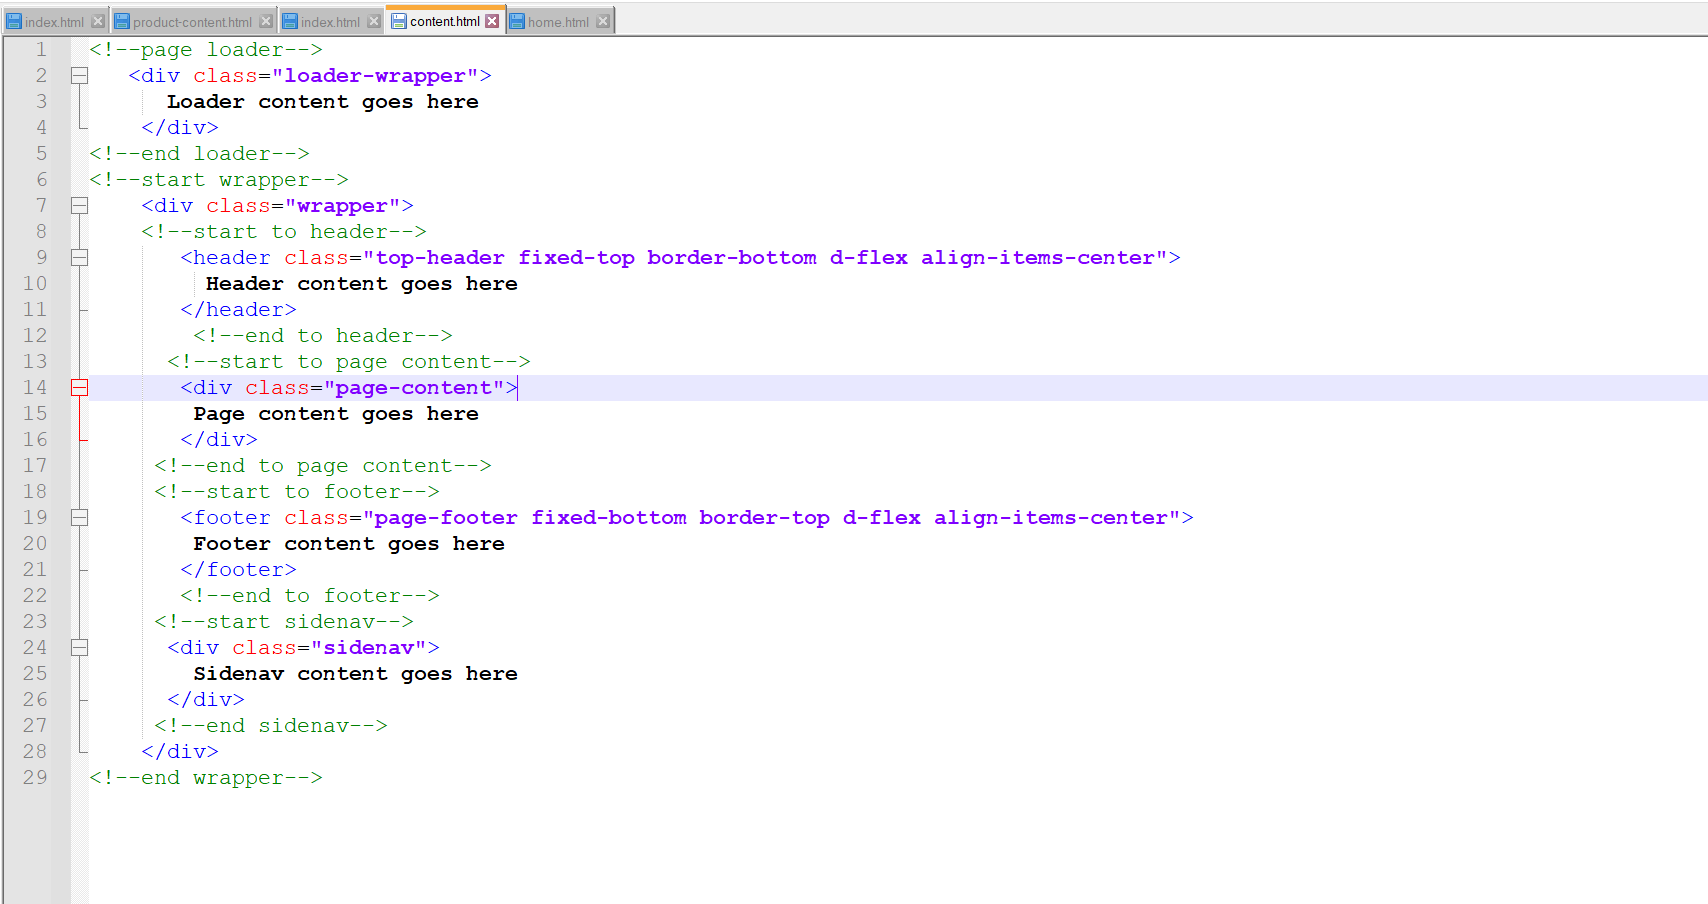 index.html product-content.html index.html content.html home.html
1 <!--page loader-->
2 <div class="loader-wrapper">
3 Loader content goes here
4 </div>
5 <!--end loader-->
6 <!--start wrapper-->
7 <div class="wrapper">
8 <!--start to header-->
9 <header class="top-header fixed-top border-bottom d-flex align-items-center">
10 Header content goes here
11 </header>
12 <!--end to header-->
13 <!--start to page content-->
14 <div class="page-content">
15 Page content goes here
16 </div>
17 <!--end to page content-->
18 <!--start to footer-->
19 <footer class="page-footer fixed-bottom border-top d-flex align-items-center">
20 Footer content goes here
21 </footer>
22 <!--end to footer-->
23 <!--start sidenav-->
24 <div class="sidenav">
25 Sidenav content goes here
26 </div>
27 <!--end sidenav-->
28 </div>
29 <!--end wrapper-->